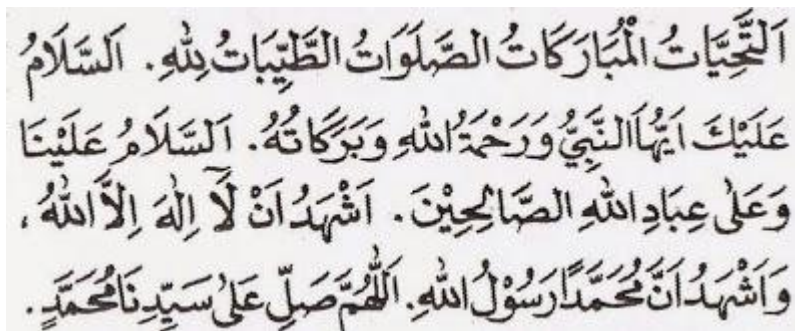 اَلتَّحِيَّاتُ الْمُبَارَكَاتُ الصَّلَوَاتُ الطَّيِّبَاتُ لِلّٰهِ. اَلسَّلَامُ
عَلَيْكَ اَيُّهَا النَّبِيُّ وَرَحْمَةُ اللهِ وَبَرَكَاتُهُ. اَلسَّلَامُ عَلَيْنَا
وَعَلٰى عِبَادِ اللهِ الصَّالِحِيْنَ. اَشْهَدُ اَنْ لَّآ اِلٰهَ اِلَّا اللهُ،
وَاَشْهَدُ اَنَّ مُحَمَّدًا رَسُوْلُ اللهِ. اَللّٰهُمَّ صَلِّ عَلٰى سَيِّدِنَا مُحَمَّدٍ.